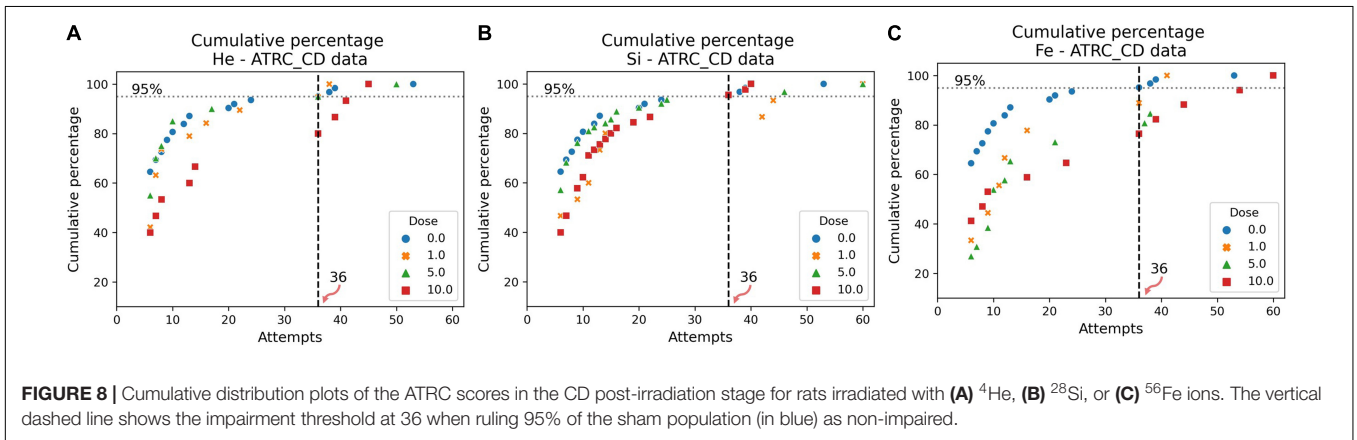 A
Cumulative percentage
He - ATRC_CD data
Cumulative percentage
100
80
60
40
20
95%
36
Dose
0.0
1.0
5.0
10.0
0 10 20 30 40 50 60
Attempts
B
Cumulative percentage
Si - ATRC_CD data
Cumulative percentage
100
80
60
40
20
95%
36
Dose
0.0
1.0
5.0
10.0
0 10 20 30 40 50 60
Attempts
C
Cumulative percentage
Fe - ATRC_CD data
Cumulative percentage
100
80
60
40
20
95%
36
Dose
0.0
1.0
5.0
10.0
0 10 20 30 40 50 60
Attempts
FIGURE 8 | Cumulative distribution plots of the ATRC scores in the CD post-irradiation stage for rats irradiated with (A) ⁴He, (B) ²⁸Si, or (C) ⁵⁶Fe ions. The vertical
dashed line shows the impairment threshold at 36 when ruling 95% of the sham population (in blue) as non-impaired.